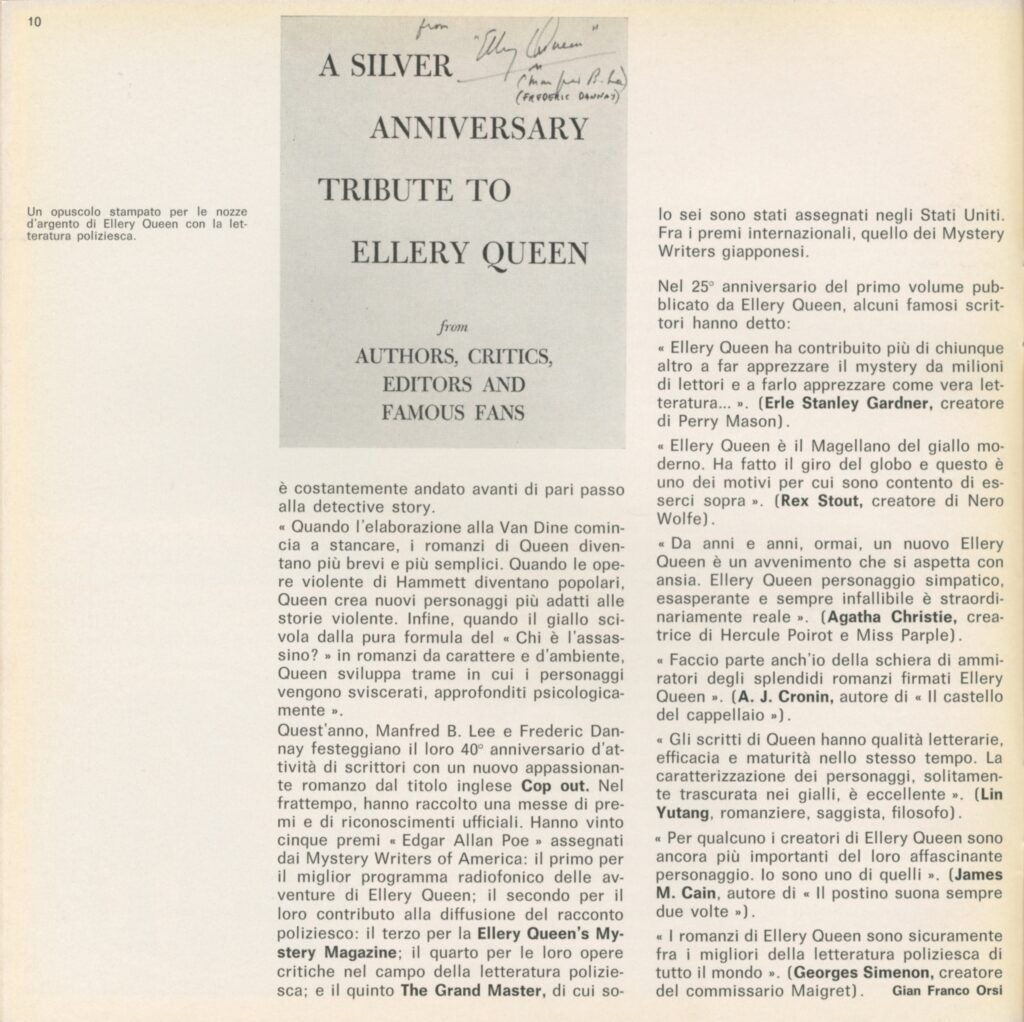 10
from "Ellery Queen"
(Manfred B. Lee)
(FREDERIC DANNAY)
A SILVER
ANNIVERSARY
TRIBUTE TO
ELLERY QUEEN
from
AUTHORS, CRITICS,
EDITORS AND
FAMOUS FANS
Un opuscolo stampato per le nozze
d'argento di Ellery Queen con la let-
teratura poliziesca.
è costantemente andato avanti di pari passo
alla detective story.
« Quando l'elaborazione alla Van Dine comin-
cia a stancare, i romanzi di Queen diven-
tano più brevi e più semplici. Quando le ope-
re violente di Hammett diventano popolari,
Queen crea nuovi personaggi più adatti alle
storie violente. Infine, quando il giallo sci-
vola dalla pura formula del « Chi è l'assas-
sino? » in romanzi da carattere e d'ambiente,
Queen sviluppa trame in cui i personaggi
vengono sviscerati, approfonditi psicologica-
mente ».
Quest'anno, Manfred B. Lee e Frederic Dan-
nay festeggiano il loro 40° anniversario d'at-
tività di scrittori con un nuovo appassionan-
te romanzo dal titolo inglese Cop out. Nel
frattempo, hanno raccolto una messe di pre-
mi e di riconoscimenti ufficiali. Hanno vinto
cinque premi « Edgar Allan Poe » assegnati
dai Mystery Writers of America: il primo per
il miglior programma radiofonico delle av-
venture di Ellery Queen; il secondo per il
loro contributo alla diffusione del racconto
poliziesco: il terzo per la Ellery Queen's My-
stery Magazine; il quarto per le loro opere
critiche nel campo della letteratura polizie-
sca; e il quinto The Grand Master, di cui so-
lo sei sono stati assegnati negli Stati Uniti.
Fra i premi internazionali, quello dei Mystery
Writers giapponesi.
Nel 25° anniversario del primo volume pub-
blicato da Ellery Queen, alcuni famosi scrit-
tori hanno detto:
« Ellery Queen ha contribuito più di chiunque
altro a far apprezzare il mystery da milioni
di lettori e a farlo apprezzare come vera let-
teratura... ». (Erle Stanley Gardner, creatore
di Perry Mason).
« Ellery Queen è il Magellano del giallo mo-
derno. Ha fatto il giro del globo e questo è
uno dei motivi per cui sono contento di es-
serci sopra ». (Rex Stout, creatore di Nero
Wolfe).
« Da anni e anni, ormai, un nuovo Ellery
Queen è un avvenimento che si aspetta con
ansia. Ellery Queen personaggio simpatico,
esasperante e sempre infallibile è straordi-
nariamente reale ». (Agatha Christie, crea-
trice di Hercule Poirot e Miss Parple).
« Faccio parte anch'io della schiera di ammi-
ratori degli splendidi romanzi firmati Ellery
Queen ». (A. J. Cronin, autore di « Il castello
del cappellaio »).
« Gli scritti di Queen hanno qualità letterarie,
efficacia e maturità nello stesso tempo. La
caratterizzazione dei personaggi, solitamen-
te trascurata nei gialli, è eccellente ». (Lin
Yutang, romanziere, saggista, filosofo).
« Per qualcuno i creatori di Ellery Queen sono
ancora più importanti del loro affascinante
personaggio. Io sono uno di quelli ». (James
M. Cain, autore di « Il postino suona sempre
due volte »).
« I romanzi di Ellery Queen sono sicuramente
fra i migliori della letteratura poliziesca di
tutto il mondo ». (Georges Simenon, creatore
del commissario Maigret). Gian Franco Orsi